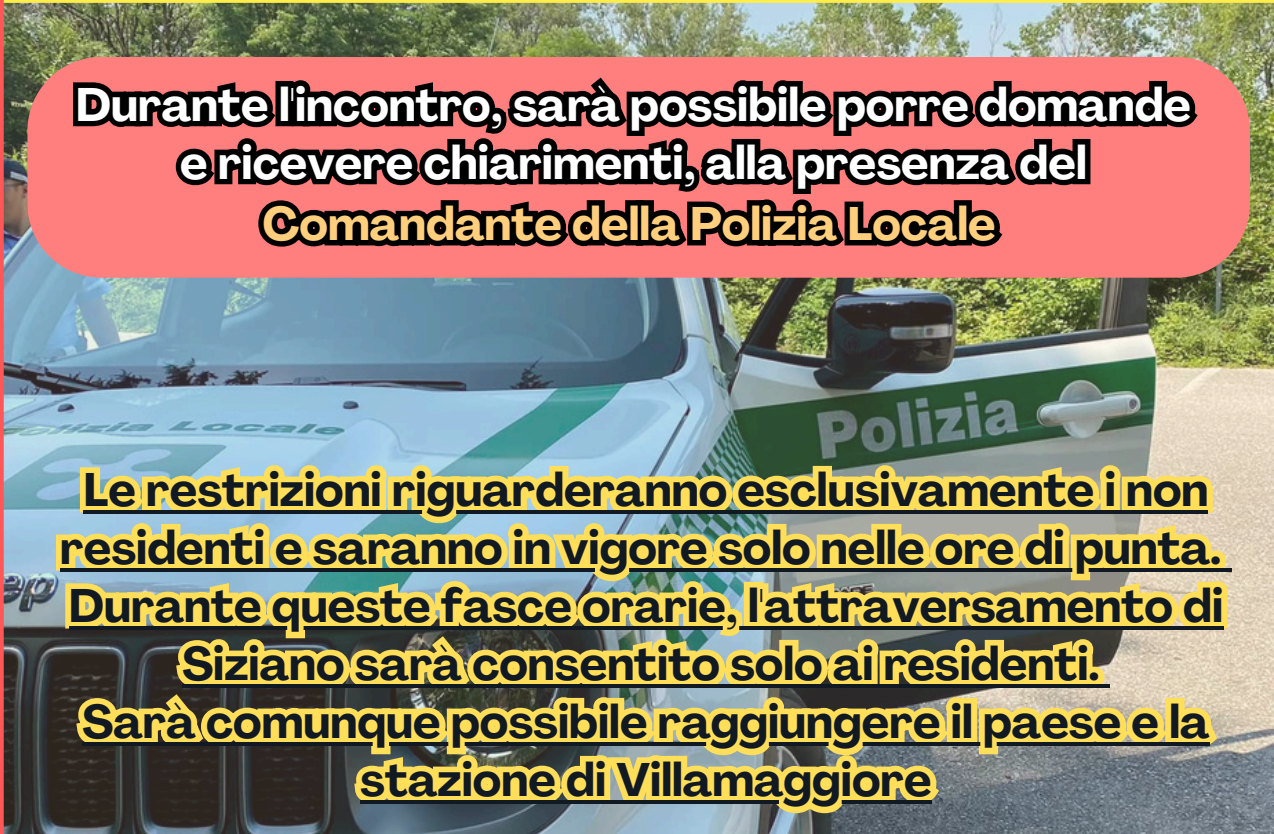 Durante l'incontro, sarà possibile porre domande
e ricevere chiarimenti, alla presenza del
Comandante della Polizia Locale
Polizia
Polizia Locale
Le restrizioni riguarderanno esclusivamente i non
residenti e saranno in vigore solo nelle ore di punta.
Durante queste fasce orarie, l'attraversamento di
Siziano sarà consentito solo ai residenti.
Sarà comunque possibile raggiungere il paese e la
stazione di Villamaggiore